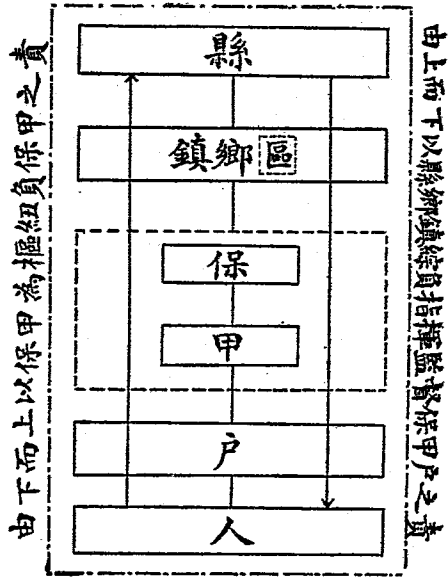 由上而下以縣鄉鎮綜負指揮監督保甲戶之責
縣
鎮鄉區
保
甲
戶
人
由下而上以保甲為樞紐負保甲之責